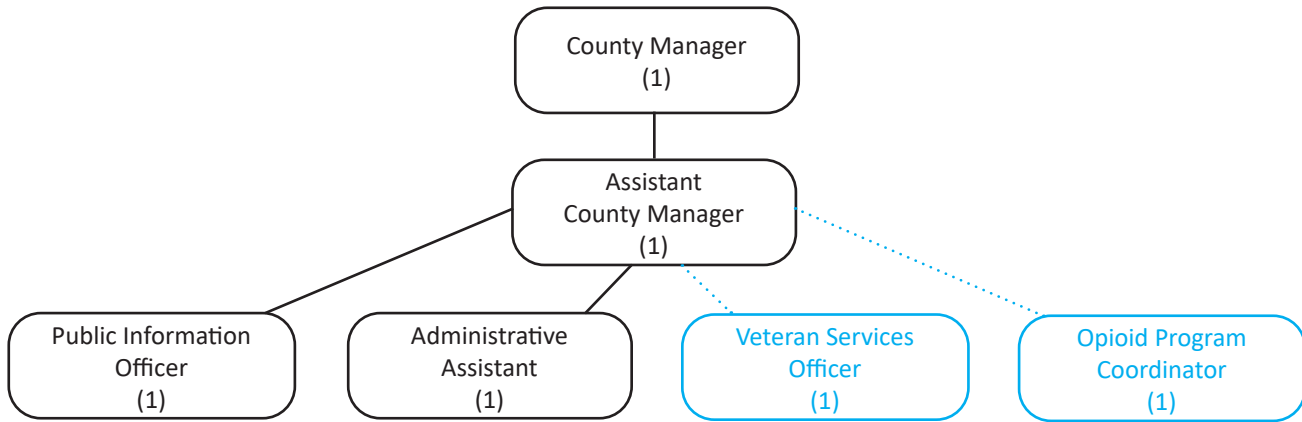 County Manager
(1)
Assistant
County Manager
(1)
Public Information
Officer
(1)
Administrative
Assistant
(1)
Veteran Services
Officer
(1)
Opioid Program
Coordinator
(1)